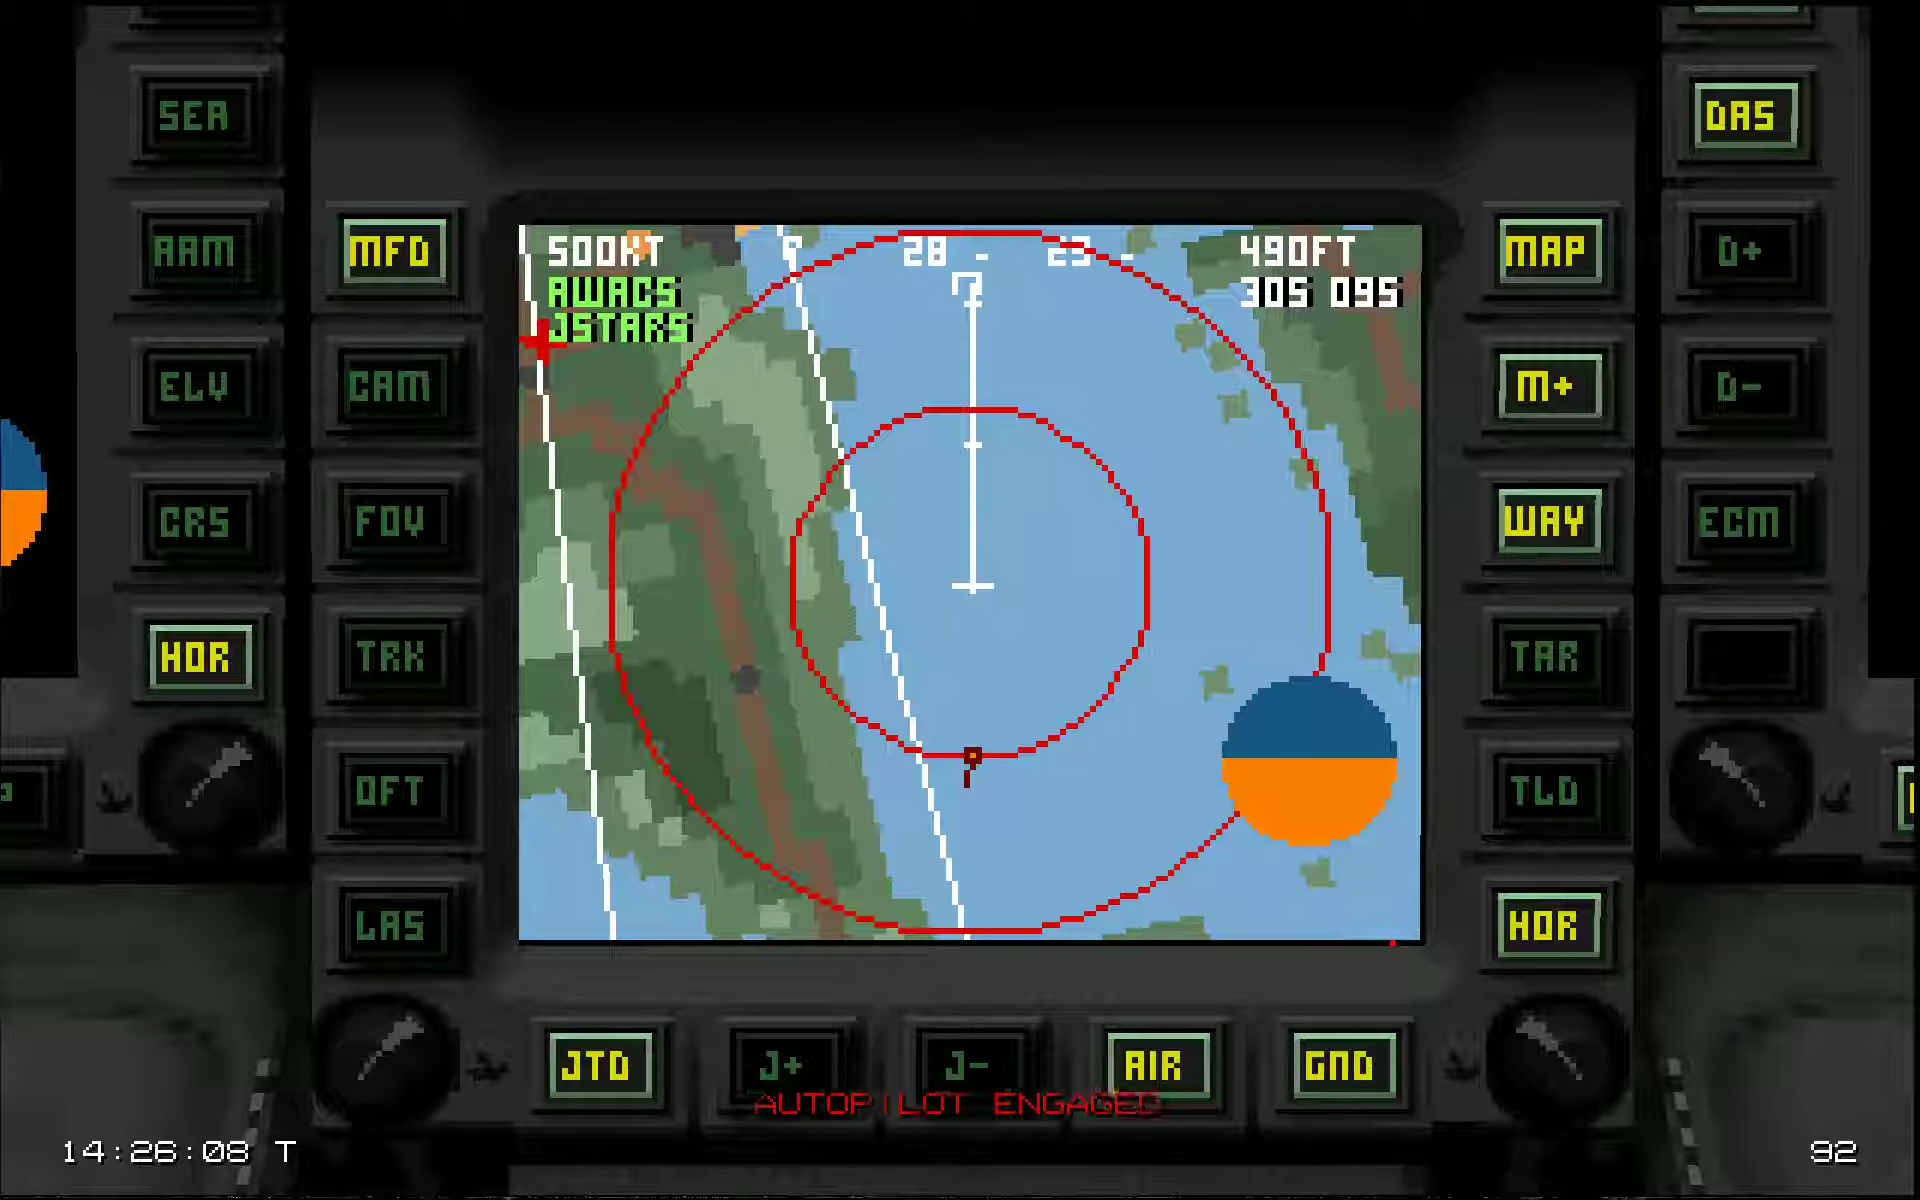 SEA
DAS
AAM
MFD
500KT
28 - 29 -
490FT
MAP
D+
AWACS
305 095
JSTARS
ELV
CAM
M+
D-
CRS
FOV
WAY
ECM
HOR
TRK
TAR
OFT
TLD
LAS
HOR
JTD
J+
J-
AIR
GND
AUTOPILOT ENGAGED
14:26:08 T
92